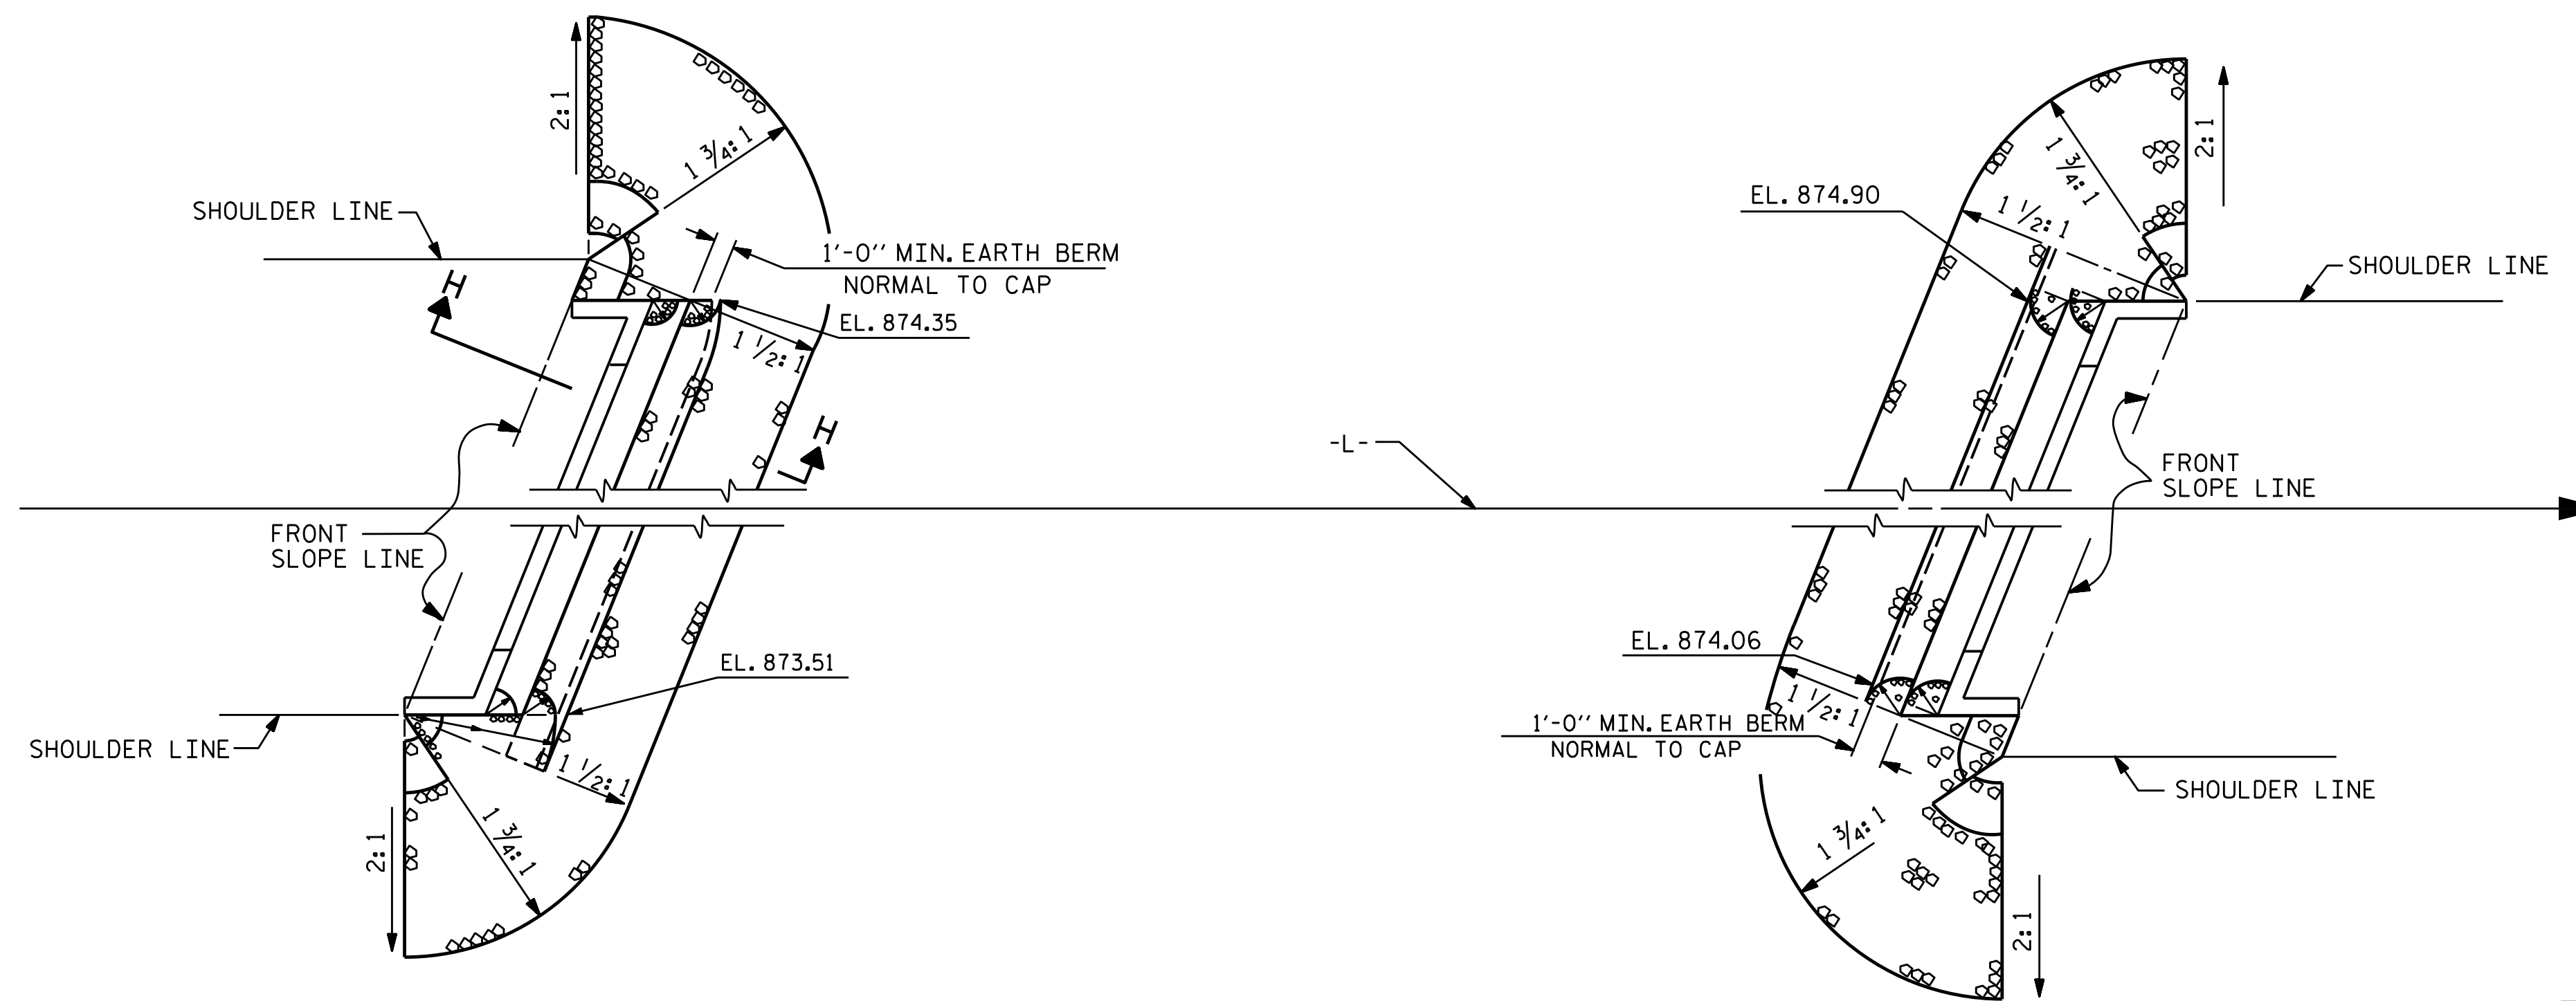 2:1
1 3/4:1
SHOULDER LINE
H
1'-0" MIN. EARTH BERM
NORMAL TO CAP
EL. 874.35
1 1/2:1
H
FRONT
SLOPE LINE
EL. 873.51
SHOULDER LINE
1 1/2:1
1 3/4:1
2:1
-L-
2:1
1 3/4:1
EL. 874.90
1 1/2:1
SHOULDER LINE
FRONT
SLOPE LINE
EL. 874.06
1 1/2:1
1'-0" MIN. EARTH BERM
NORMAL TO CAP
SHOULDER LINE
1 3/4:1
2:1